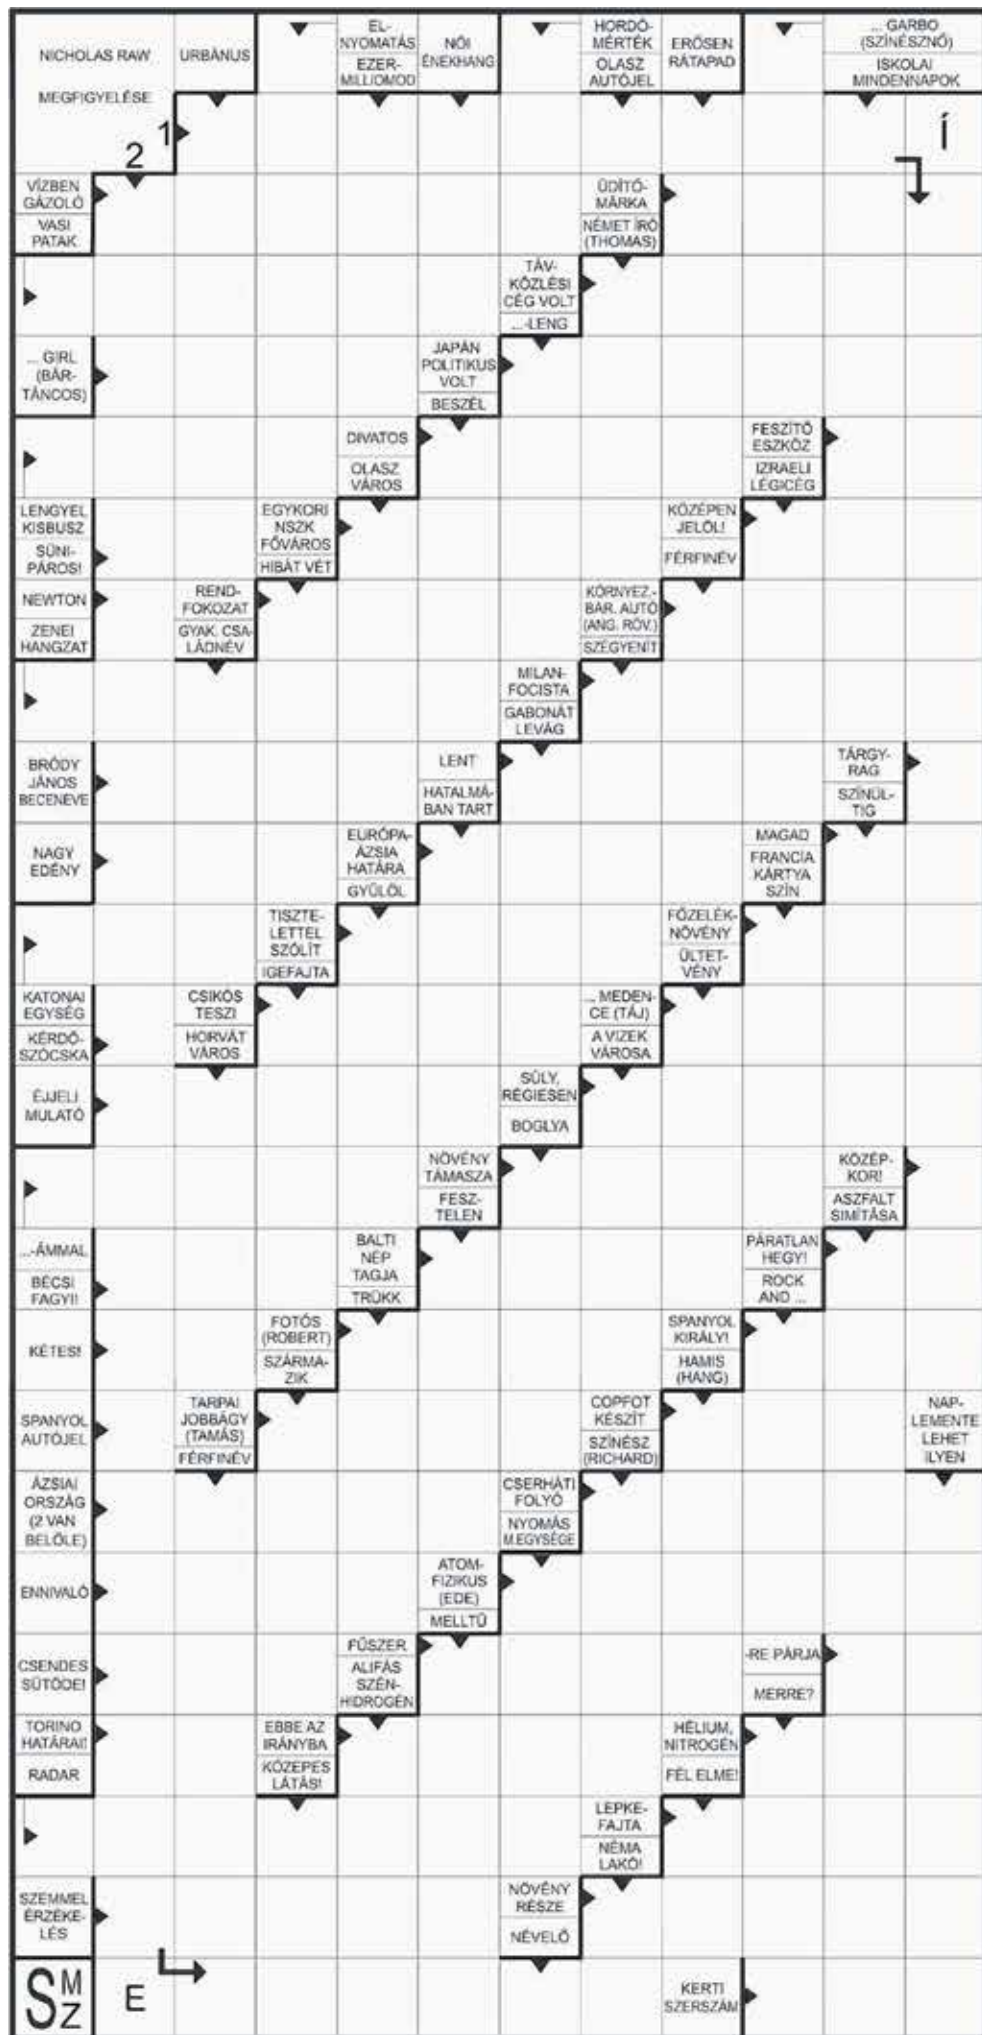 NICHOLAS RAW
MEGFIGYELÉSE
URBÁNUS
EL-
NYOMATÁS
EZER-
MILLIOMOD
NŐI
ÉNEKHANG
HORDÓ-
MÉRTÉK
OLASZ
AUTÓJEL
ERŐSEN
RÁTAPAD
... GARBO
(SZÍNÉSZNŐ)
ISKOLAI
MINDENNAPOK
1
2
Í
VÍZBEN
GÁZOLÓ
VASI
PATAK
ÜDÍTŐ-
MÁRKA
NÉMET ÍRÓ
(THOMAS)
TÁV-
KÖZLÉSI
CÉG VOLT
...-LENG
... GIRL
(BÁR-
TÁNCOS)
JAPÁN
POLITIKUS
VOLT
BESZÉL
DIVATOS
OLASZ
VÁROS
FESZÍTŐ
ESZKÖZ
IZRAELI
LÉGICÉG
LENGYEL
KISBUSZ
SÜNI-
PÁROS!
EGYKORI
NSZK
FŐVÁROS
HIBÁT VÉT
KÖZÉPEN
JELÖL!
FÉRFINÉV
NEWTON
ZENEI
HANGZAT
REND-
FOKOZAT
GYAK. CSA-
LÁDNÉV
KÖRNYEZ.-
BAR. AUTÓ
(ANG. RÖV.)
SZÉGYENÍT
MILAN-
FOCISTA
GABONÁT
LEVÁG
BRÓDY
JÁNOS
BECENEVE
LENT
HATALMÁ-
BAN TART
TÁRGY-
RAG
SZÍNÜL-
TIG
NAGY
EDÉNY
EURÓPA-
ÁZSIA
HATÁRA
GYŰLÖL
MAGAD
FRANCIA
KÁRTYA
SZÍN
TISZTE-
LETTEL
SZÓLÍT
IGEFAJTA
FŐZELÉK-
NÖVÉNY
ÜLTET-
VÉNY
KATONAI
EGYSÉG
KÉRDŐ-
SZÓCSKA
CSIKÓS
TESZI
HORVÁT
VÁROS
... MEDEN-
CE (TÁJ)
A VIZEK
VÁROSA
ÉJJELI
MULATÓ
SÚLY,
RÉGIESEN
BOGLYA
NÖVÉNY
TÁMASZA
FESZ-
TELEN
KÖZÉP-
KOR!
ASZFALT
SIMÍTÁSA
...-ÁMMAL
BÉCSI
FAGYI!
BALTI
NÉP
TAGJA
TRÜKK
PÁRATLAN
HEGY!
ROCK
AND ...
KÉTES!
FOTÓS
(ROBERT)
SZÁRMA-
ZIK
SPANYOL
KIRÁLY!
HAMIS
(HANG)
SPANYOL
AUTÓJEL
TARPAI
JOBBÁGY
(TAMÁS)
FÉRFINÉV
COPFOT
KÉSZÍT
SZÍNÉSZ
(RICHARD)
NAP-
LEMENTE
LEHET
ILYEN
ÁZSIAI
ORSZÁG
(2 VAN
BELŐLE)
CSERHÁTI
FOLYÓ
NYOMÁS
M.EGYSÉGE
ENNIVALÓ
ATOM-
FIZIKUS
(EDE)
MELLTŰ
CSENDES
SÜTÖDE!
FŰSZER
ALIFÁS
SZÉN-
HIDROGÉN
-RE PÁRJA
MERRE?
TORINO
HATÁRAI!
RADAR
EBBE AZ
IRÁNYBA
KÖZEPES
LÁTÁS!
HÉLIUM,
NITROGÉN
FÉL ELME!
LEPKE-
FAJTA
NÉMA
LAKÓ!
SZEMMEL
ÉRZÉKE-
LÉS
NÖVÉNY
RÉSZE
NÉVELŐ
S M Z
E
KERTI
SZERSZÁM